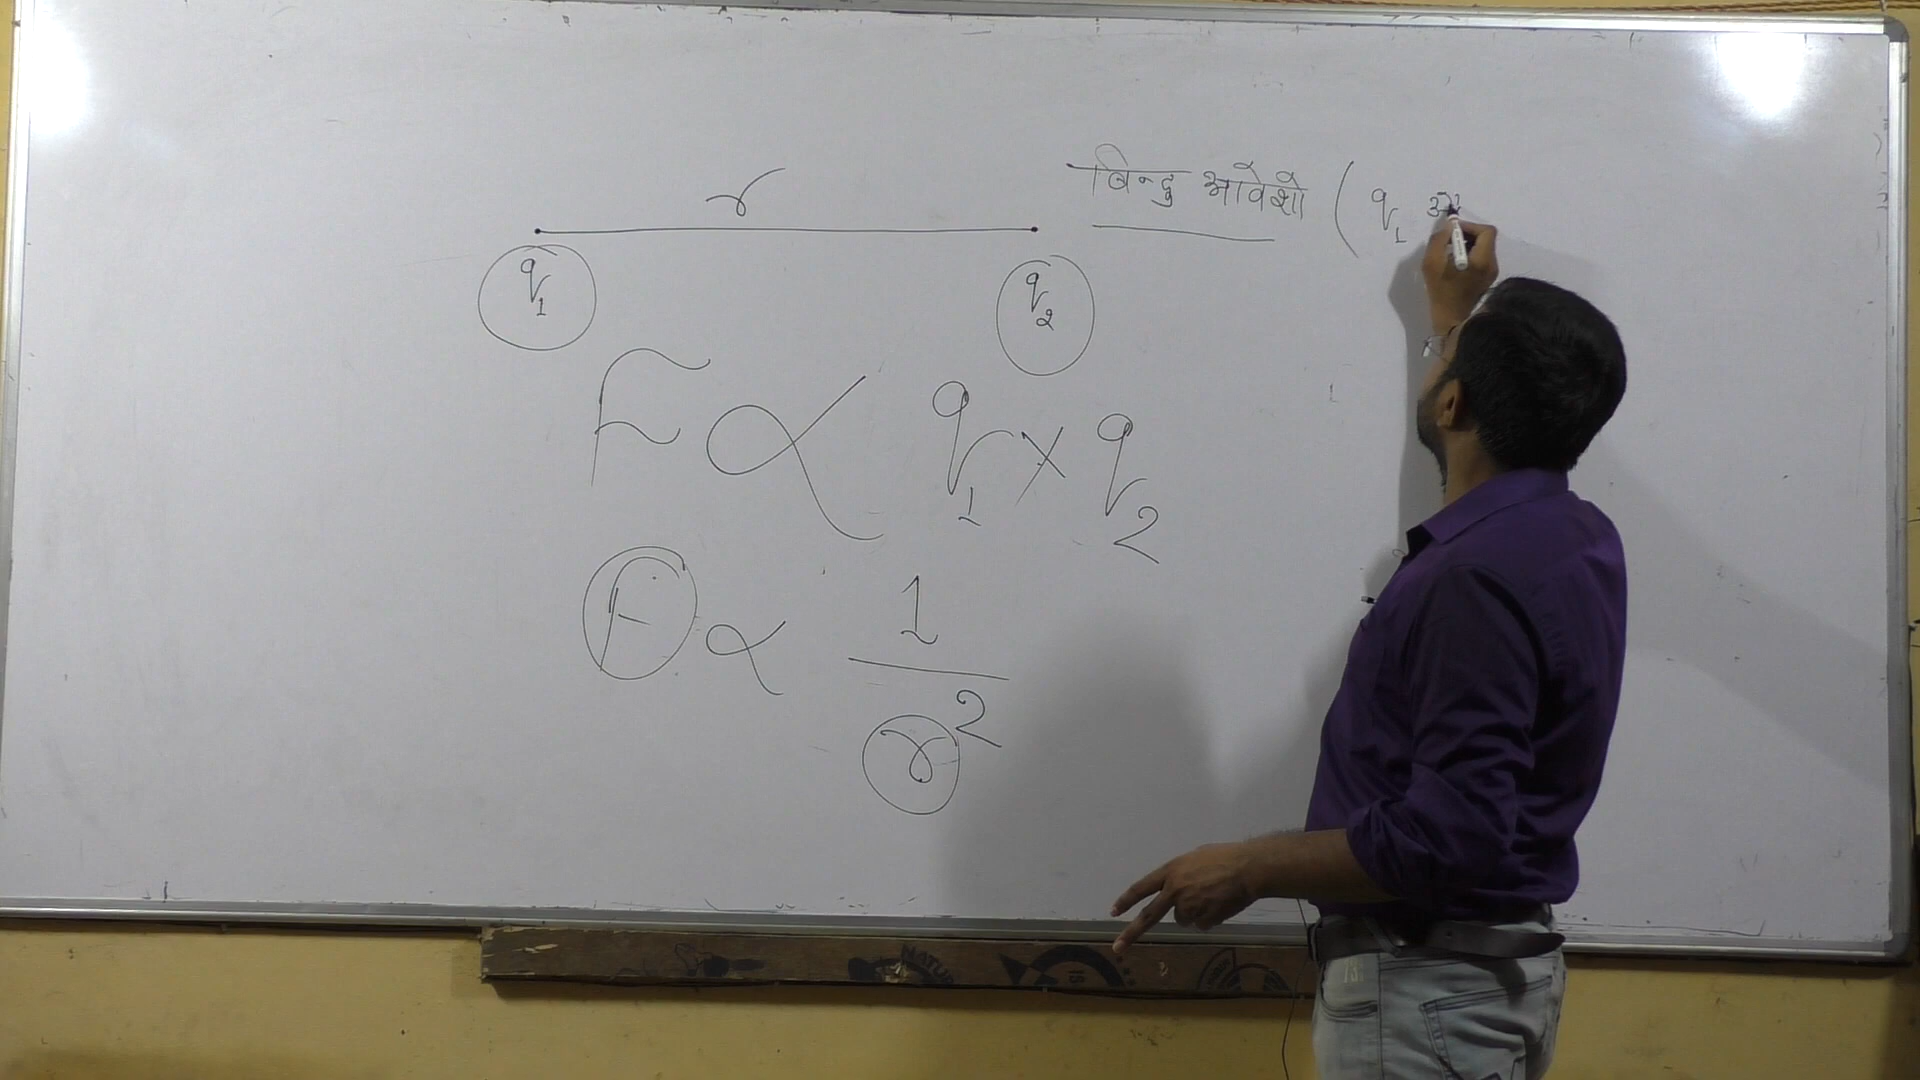 r
बिन्दु आवेशो ( q₁ औ
q₁
q₂
F ∝ q₁ × q₂
F ∝ 1/r²